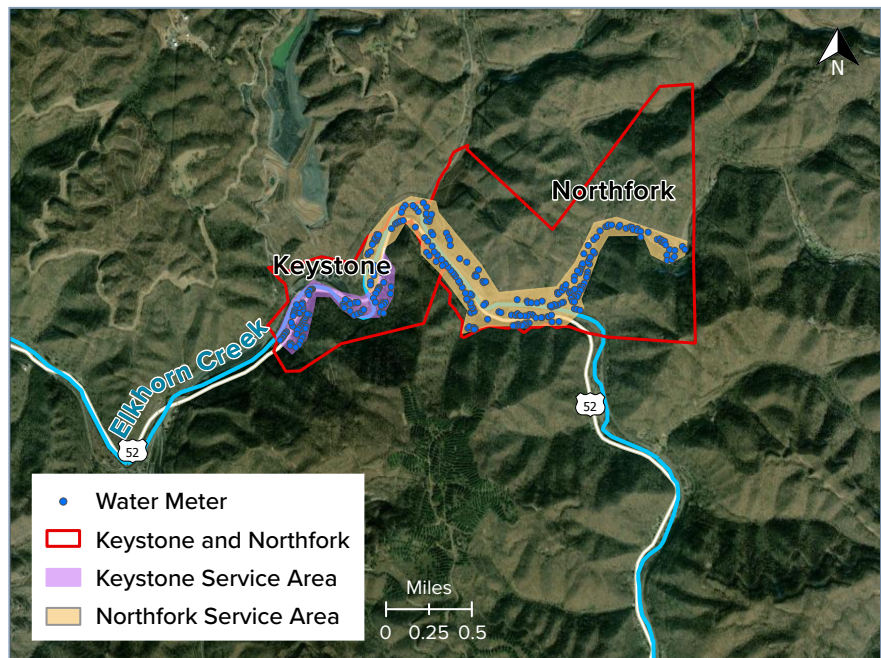 N
Northfork
Keystone
Elkhorn Creek
52
52
Water Meter
Keystone and Northfork
Keystone Service Area
Northfork Service Area
Miles
0 0.25 0.5